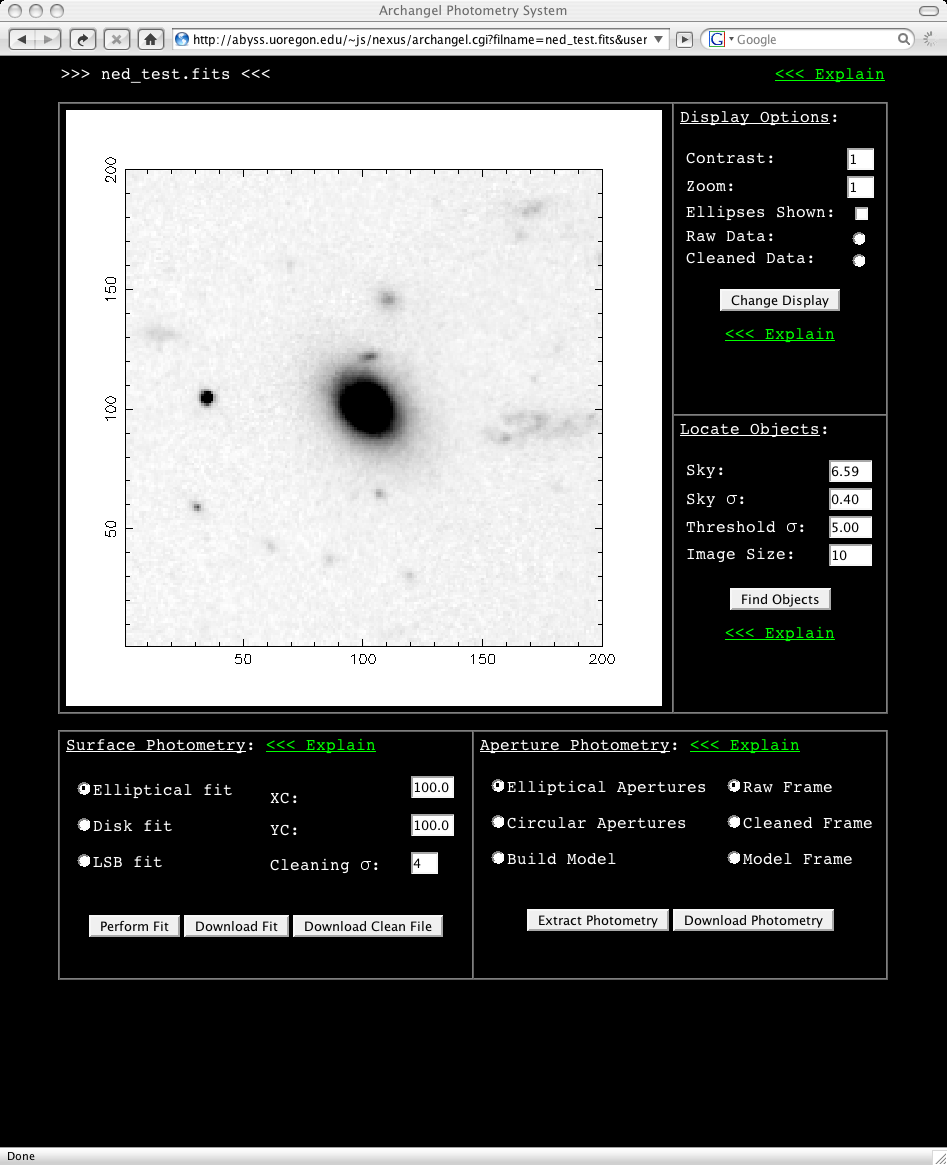 Archangel Photometry System
http://abyss.uoregon.edu/~js/nexus/archangel.cgi?filname=ned_test.fits&user
G Google
>>> ned_test.fits <<<
<<< Explain
200
150
100
50
50 100 150 200
Display Options:
Contrast: 1
Zoom: 1
Ellipses Shown:
Raw Data:
Cleaned Data:
Change Display
<<< Explain
Locate Objects:
Sky: 6.59
Sky σ: 0.40
Threshold σ: 5.00
Image Size: 10
Find Objects
<<< Explain
Surface Photometry: <<< Explain
Elliptical fit XC: 100.0
Disk fit YC: 100.0
LSB fit Cleaning σ: 4
Perform Fit Download Fit Download Clean File
Aperture Photometry: <<< Explain
Elliptical Apertures Raw Frame
Circular Apertures Cleaned Frame
Build Model Model Frame
Extract Photometry Download Photometry
Done